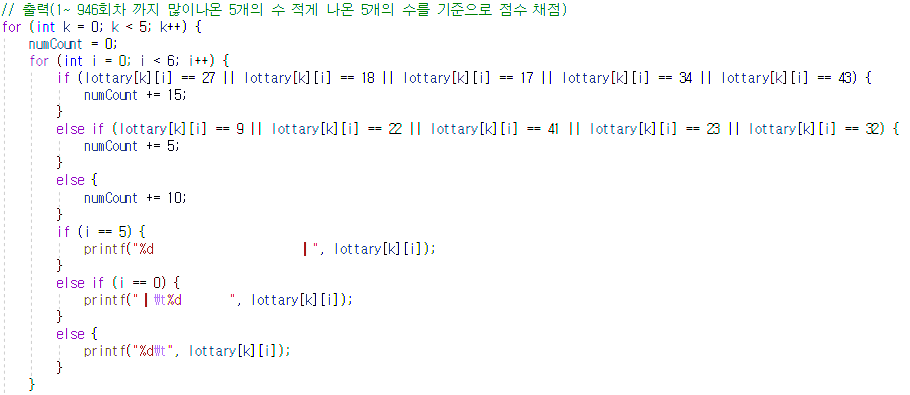 // 출력(1~ 946회차 까지 많이나온 5개의 수 적게 나온 5개의 수를 기준으로 점수 채점)
for (int k = 0; k < 5; k++) {
numCount = 0;
for (int i = 0; i < 6; i++) {
if (lottary[k][i] == 27 || lottary[k][i] == 18 || lottary[k][i] == 17 || lottary[k][i] == 34 || lottary[k][i] == 43) {
numCount += 15;
}
else if (lottary[k][i] == 9 || lottary[k][i] == 22 || lottary[k][i] == 41 || lottary[k][i] == 23 || lottary[k][i] == 32) {
numCount += 5;
}
else {
numCount += 10;
}
if (i == 5) {
printf("%d                    |", lottary[k][i]);
}
else if (i == 0) {
printf(" |₩t%d      ", lottary[k][i]);
}
else {
printf("%d₩t", lottary[k][i]);
}
}